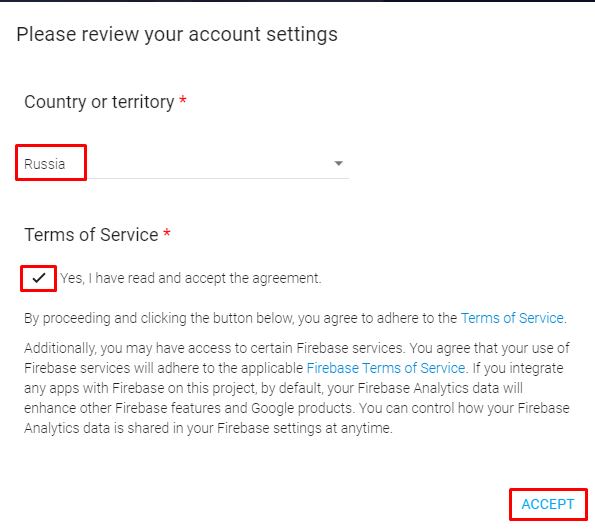 Please review your account settings
Country or territory *
Russia
Terms of Service *
Yes, I have read and accept the agreement.
By proceeding and clicking the button below, you agree to adhere to the Terms of Service.
Additionally, you may have access to certain Firebase services. You agree that your use of
Firebase services will adhere to the applicable Firebase Terms of Service. If you integrate
any apps with Firebase on this project, by default, your Firebase Analytics data will
enhance other Firebase features and Google products. You can control how your Firebase
Analytics data is shared in your Firebase settings at anytime.
ACCEPT